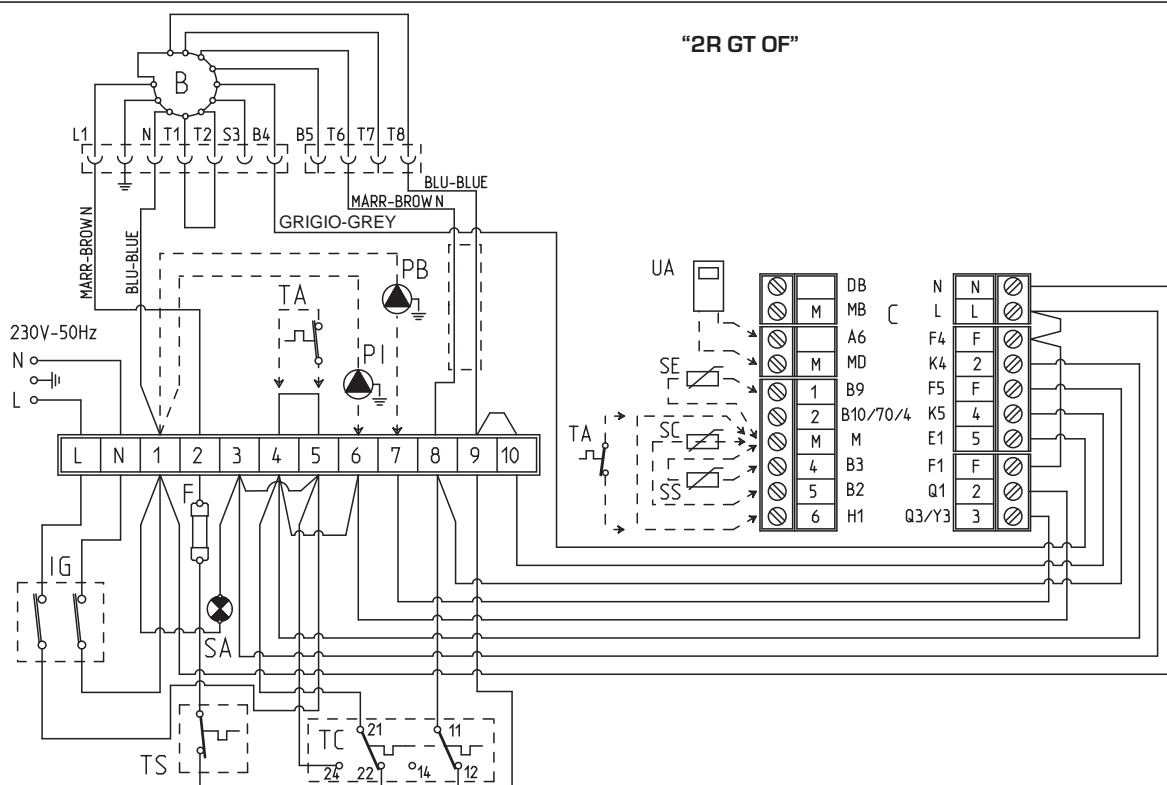 “2R GT OF”
B
L1 N T1 T2 S3 B4 B5 T6 T7 T8
BLU-BLUE
MARR-BROWN
GRIGIO-GREY
MARR-BROWN
BLU-BLUE
PB
TA
PI
230V-50Hz
N
L
L N 1 2 3 4 5 6 7 8 9 10
F
IG
SA
TS
TC
21 11
24 22 14 12
UA
SE
SC
SS
TA
C
DB
M MB
A6
M MD
1 B9
2 B10/70/4
M M
4 B3
5 B2
6 H1
N N
L L
F4 F
K4 2
F5 F
K5 4
E1 5
F1 F
Q1 2
Q3/Y3 3